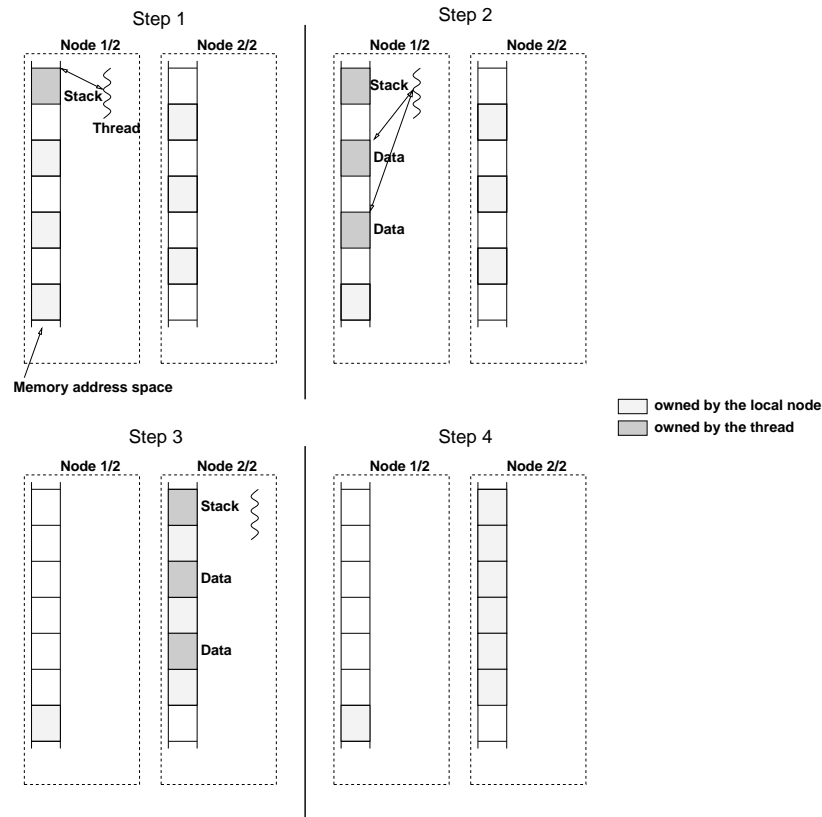 Step 1
Node 1/2
Node 2/2
Stack
Thread
Memory address space
Step 2
Node 1/2
Node 2/2
Stack
Data
Data
owned by the local node
owned by the thread
Step 3
Node 1/2
Node 2/2
Stack
Data
Data
Step 4
Node 1/2
Node 2/2